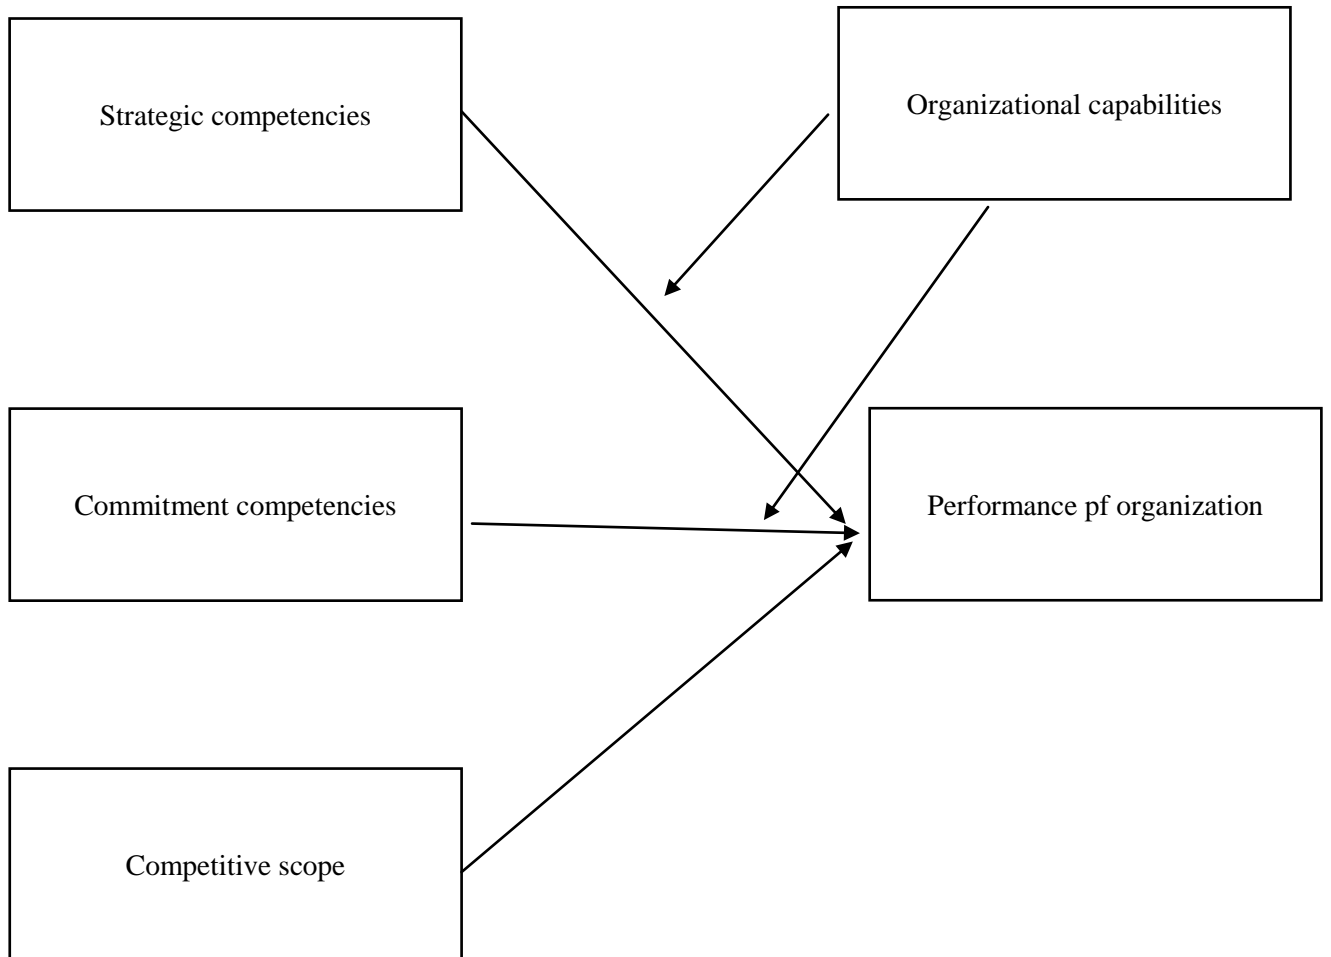 Strategic competencies
Organizational capabilities
Commitment competencies
Performance pf organization
Competitive scope